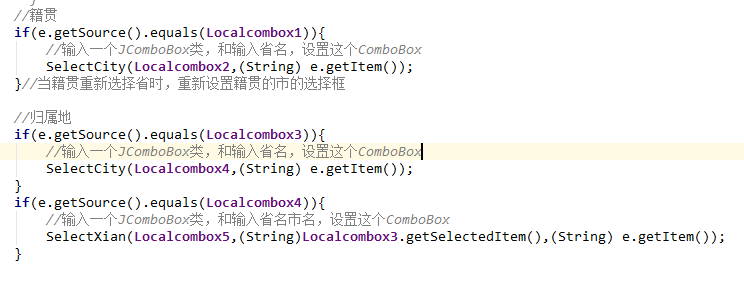 //籍贯
if(e.getSource().equals(Localcombox1)){
//输入一个JComboBox类，和输入省名，设置这个ComboBox
SelectCity(Localcombox2,(String) e.getItem());
}//当籍贯重新选择省时，重新设置籍贯的市的选择框
//归属地
if(e.getSource().equals(Localcombox3)){
//输入一个JComboBox类，和输入省名，设置这个ComboBox
SelectCity(Localcombox4,(String) e.getItem());
}
if(e.getSource().equals(Localcombox4)){
//输入一个JComboBox类，和输入省名市名，设置这个ComboBox
SelectXian(Localcombox5,(String)Localcombox3.getSelectedItem(),(String) e.getItem());
}